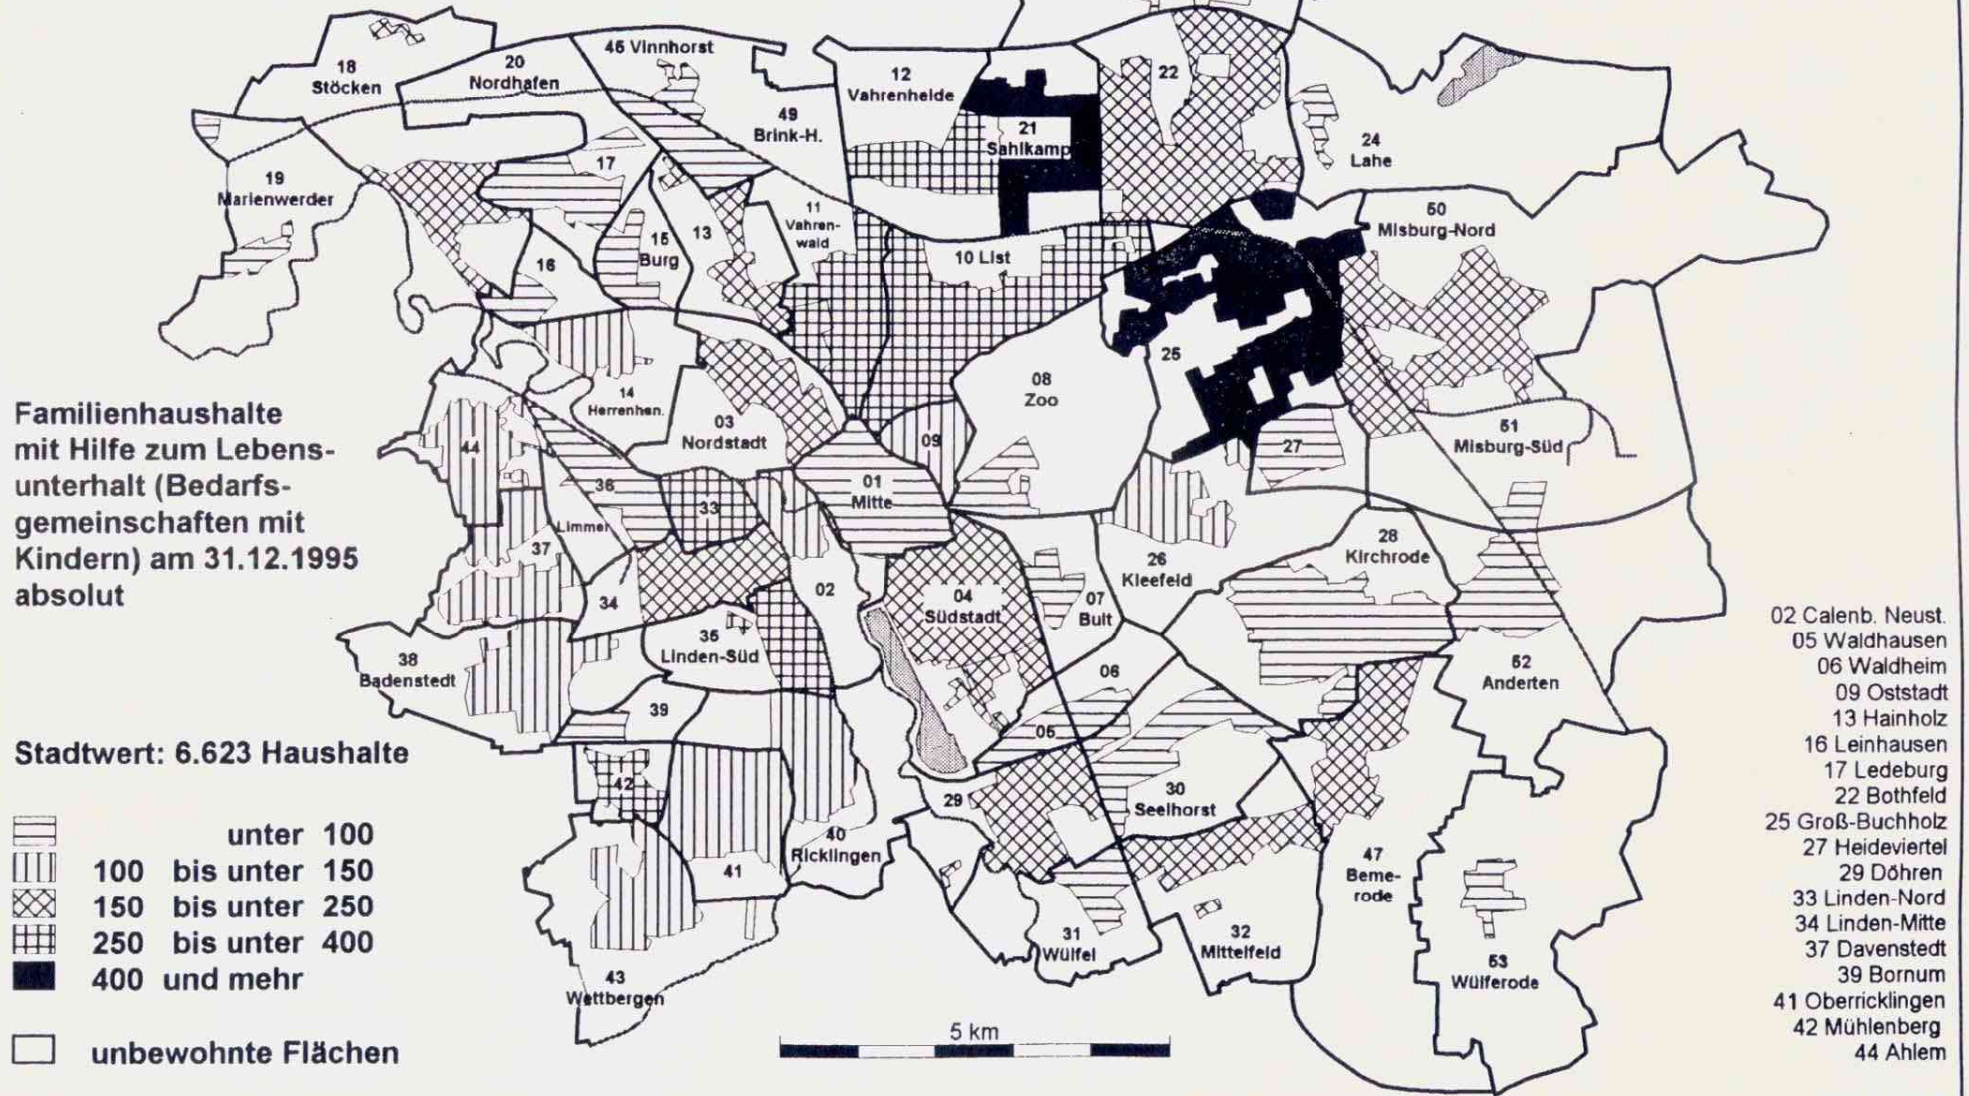 18
Stöcken
20
Nordhafen
45 Vinnhorst
12
Vahrenheide
22
49
Brink-H.
21
Sahlkamp
24
Lahe
17
19
Marienwerder
11
Vahren-
wald
50
Misburg-Nord
15
Burg
13
16
10 List
25
08
Zoo
14
Herrenhsn.
03
Nordstadt
09
51
Misburg-Süd
27
44
01
Mitte
36
Limmer
33
37
28
Kirchrode
26
Kleefeld
02
34
04
Südstadt
07
Bult
35
Linden-Süd
38
Badenstedt
06
52
Anderten
39
05
42
29
30
Seelhorst
40
Ricklingen
41
47
Beme-
rode
31
Wülfel
32
Mittelfeld
43
Wettbergen
53
Wülferode
Familienhaushalte
mit Hilfe zum Lebens-
unterhalt (Bedarfs-
gemeinschaften mit
Kindern) am 31.12.1995
absolut
Stadtwert: 6.623 Haushalte
unter 100
100 bis unter 150
150 bis unter 250
250 bis unter 400
400 und mehr
unbewohnte Flächen
5 km
02 Calenb. Neust.
05 Waldhausen
06 Waldheim
09 Oststadt
13 Hainholz
16 Leinhausen
17 Ledeburg
22 Bothfeld
25 Groß-Buchholz
27 Heideviertel
29 Döhren
33 Linden-Nord
34 Linden-Mitte
37 Davenstedt
39 Bornum
41 Oberricklingen
42 Mühlenberg
44 Ahlem